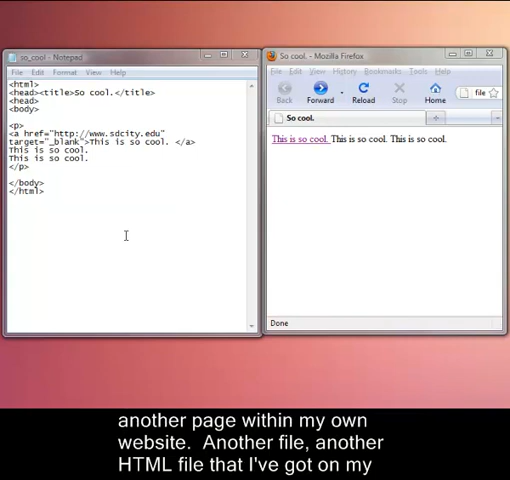 so_cool - Notepad
File Edit Format View Help
<html>
<head><title>So cool.</title>
<head>
<body>
<p>
<a href="http://www.sdcity.edu"
target="_blank">This is so cool. </a>
This is so cool.
This is so cool.
</p>
</body>
</html>
So cool. - Mozilla Firefox
File Edit View History Bookmarks Tools Help
Back Forward Reload Stop Home file
So cool.
This is so cool. This is so cool. This is so cool.
Done
another page within my own
website. Another file, another
HTML file that I've got on my